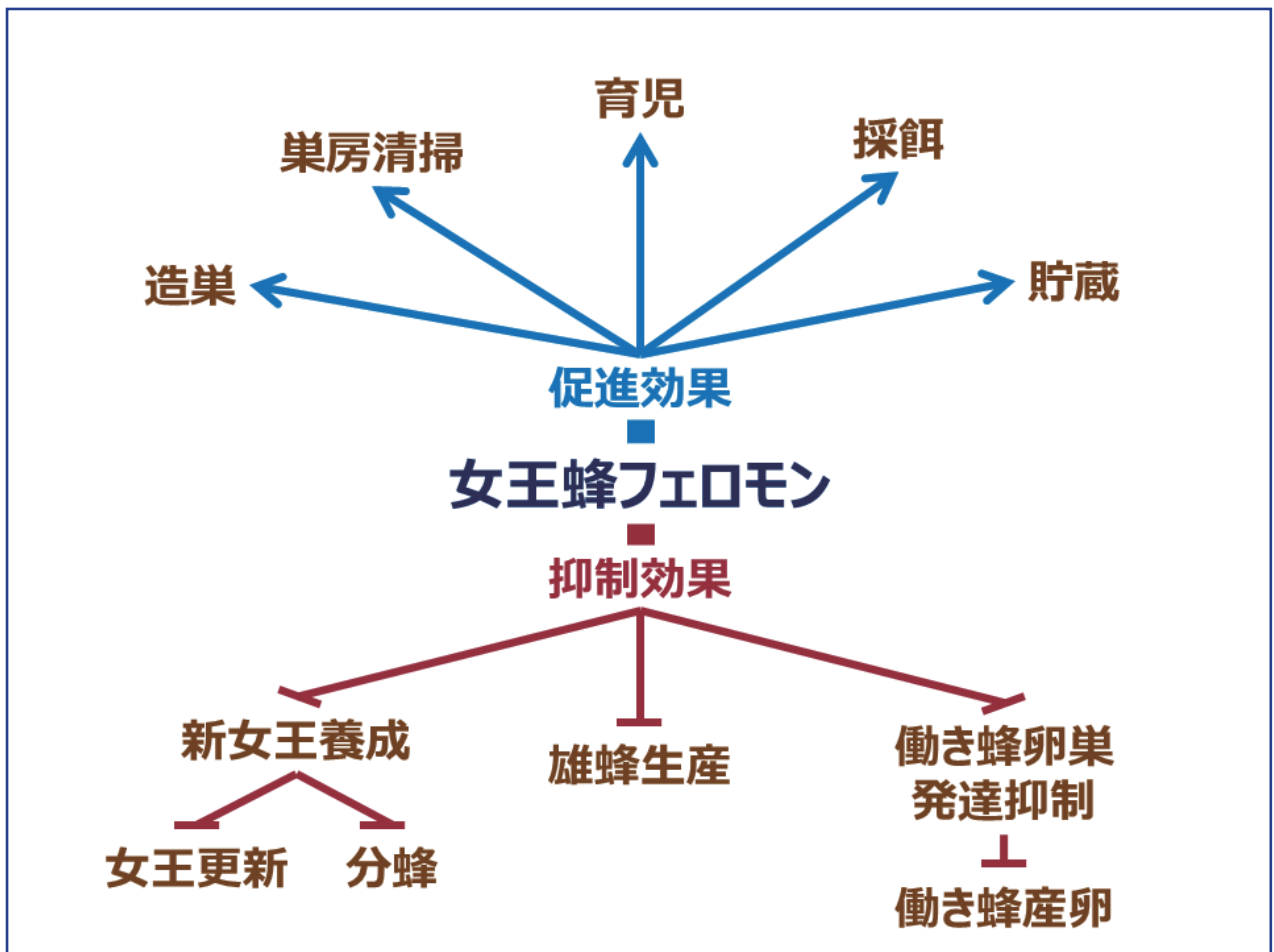 育児
採餌
巣房清掃
造巣
貯蔵
促進効果
女王蜂フェロモン
抑制効果
新女王養成
雄蜂生産
働き蜂卵巣
発達抑制
女王更新
分蜂
働き蜂産卵